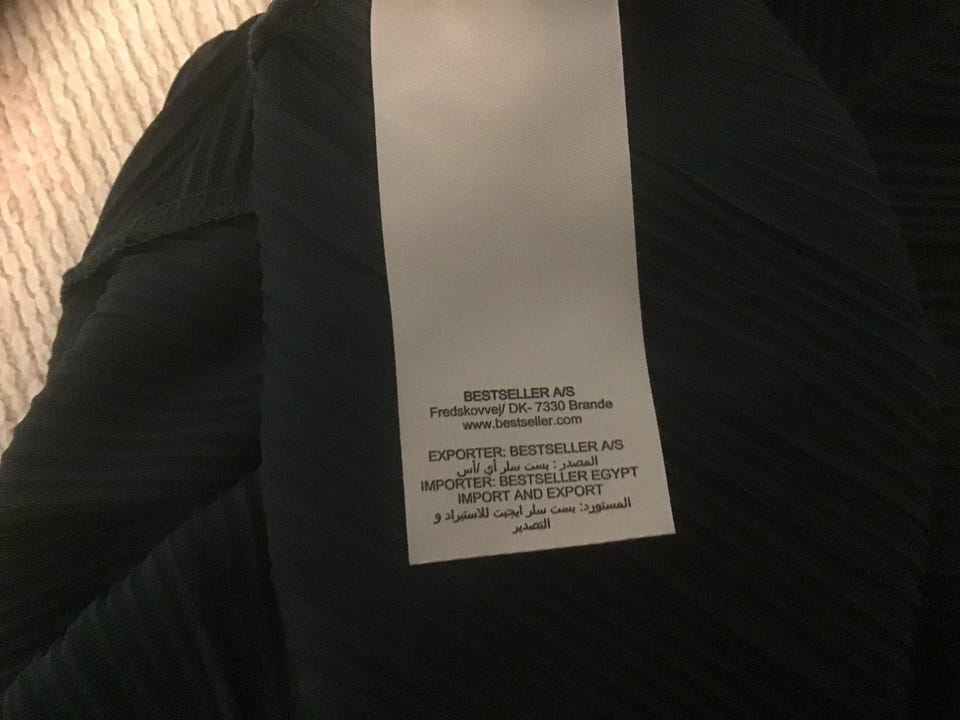 BESTSELLER A/S
Fredskovvej/ DK- 7330 Brande
www.bestseller.com
EXPORTER: BESTSELLER A/S
المصدر : بست سلر أي /أس
IMPORTER: BESTSELLER EGYPT
IMPORT AND EXPORT
المستورد: بست سلر ايجبت للاستيراد و
التصدير